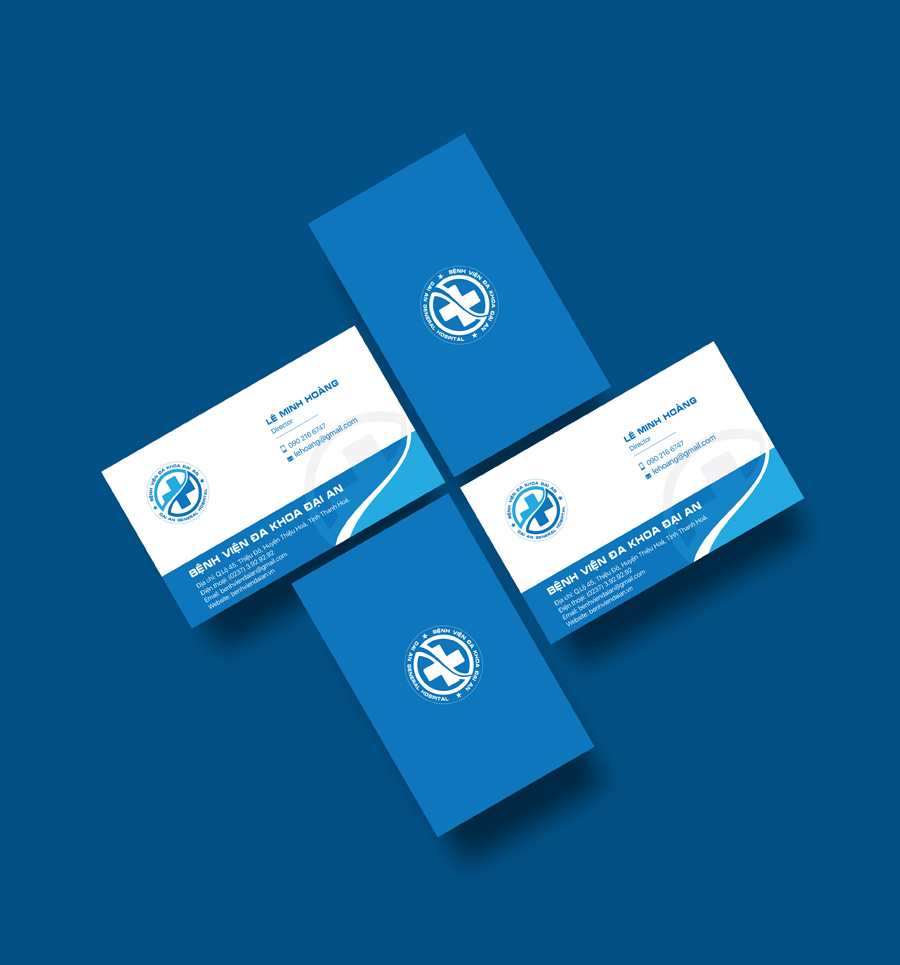 BỆNH VIỆN ĐA KHOA ĐẠI AN
ĐẠI AN GENERAL HOSPITAL
LÊ MINH HOÀNG
Director
090 216 6747
lehoang@gmail.com
BỆNH VIỆN ĐA KHOA ĐẠI AN
DAI AN GENERAL HOSPITAL
BỆNH VIỆN ĐA KHOA ĐẠI AN
Địa chỉ: QLộ 45, Thiệu Đô, Huyện Thiệu Hoá, Tỉnh Thanh Hoá,
Điện thoại: (0237) 3.92.92.92
Email: benhviendaian@gmail.com
Website: benhviendaian.vn
LÊ MINH HOÀNG
Director
090 216 6747
lehoang@gmail.com
BỆNH VIỆN ĐA KHOA ĐẠI AN
DAI AN GENERAL HOSPITAL
BỆNH VIỆN ĐA KHOA ĐẠI AN
Địa chỉ: QLộ 45, Thiệu Đô, Huyện Thiệu Hoá, Tỉnh Thanh Hoá,
Điện thoại: (0237) 3.92.92.92
Email: benhviendaian@gmail.com
Website: benhviendaian.vn
BỆNH VIỆN ĐA KHOA ĐẠI AN
ĐẠI AN GENERAL HOSPITAL